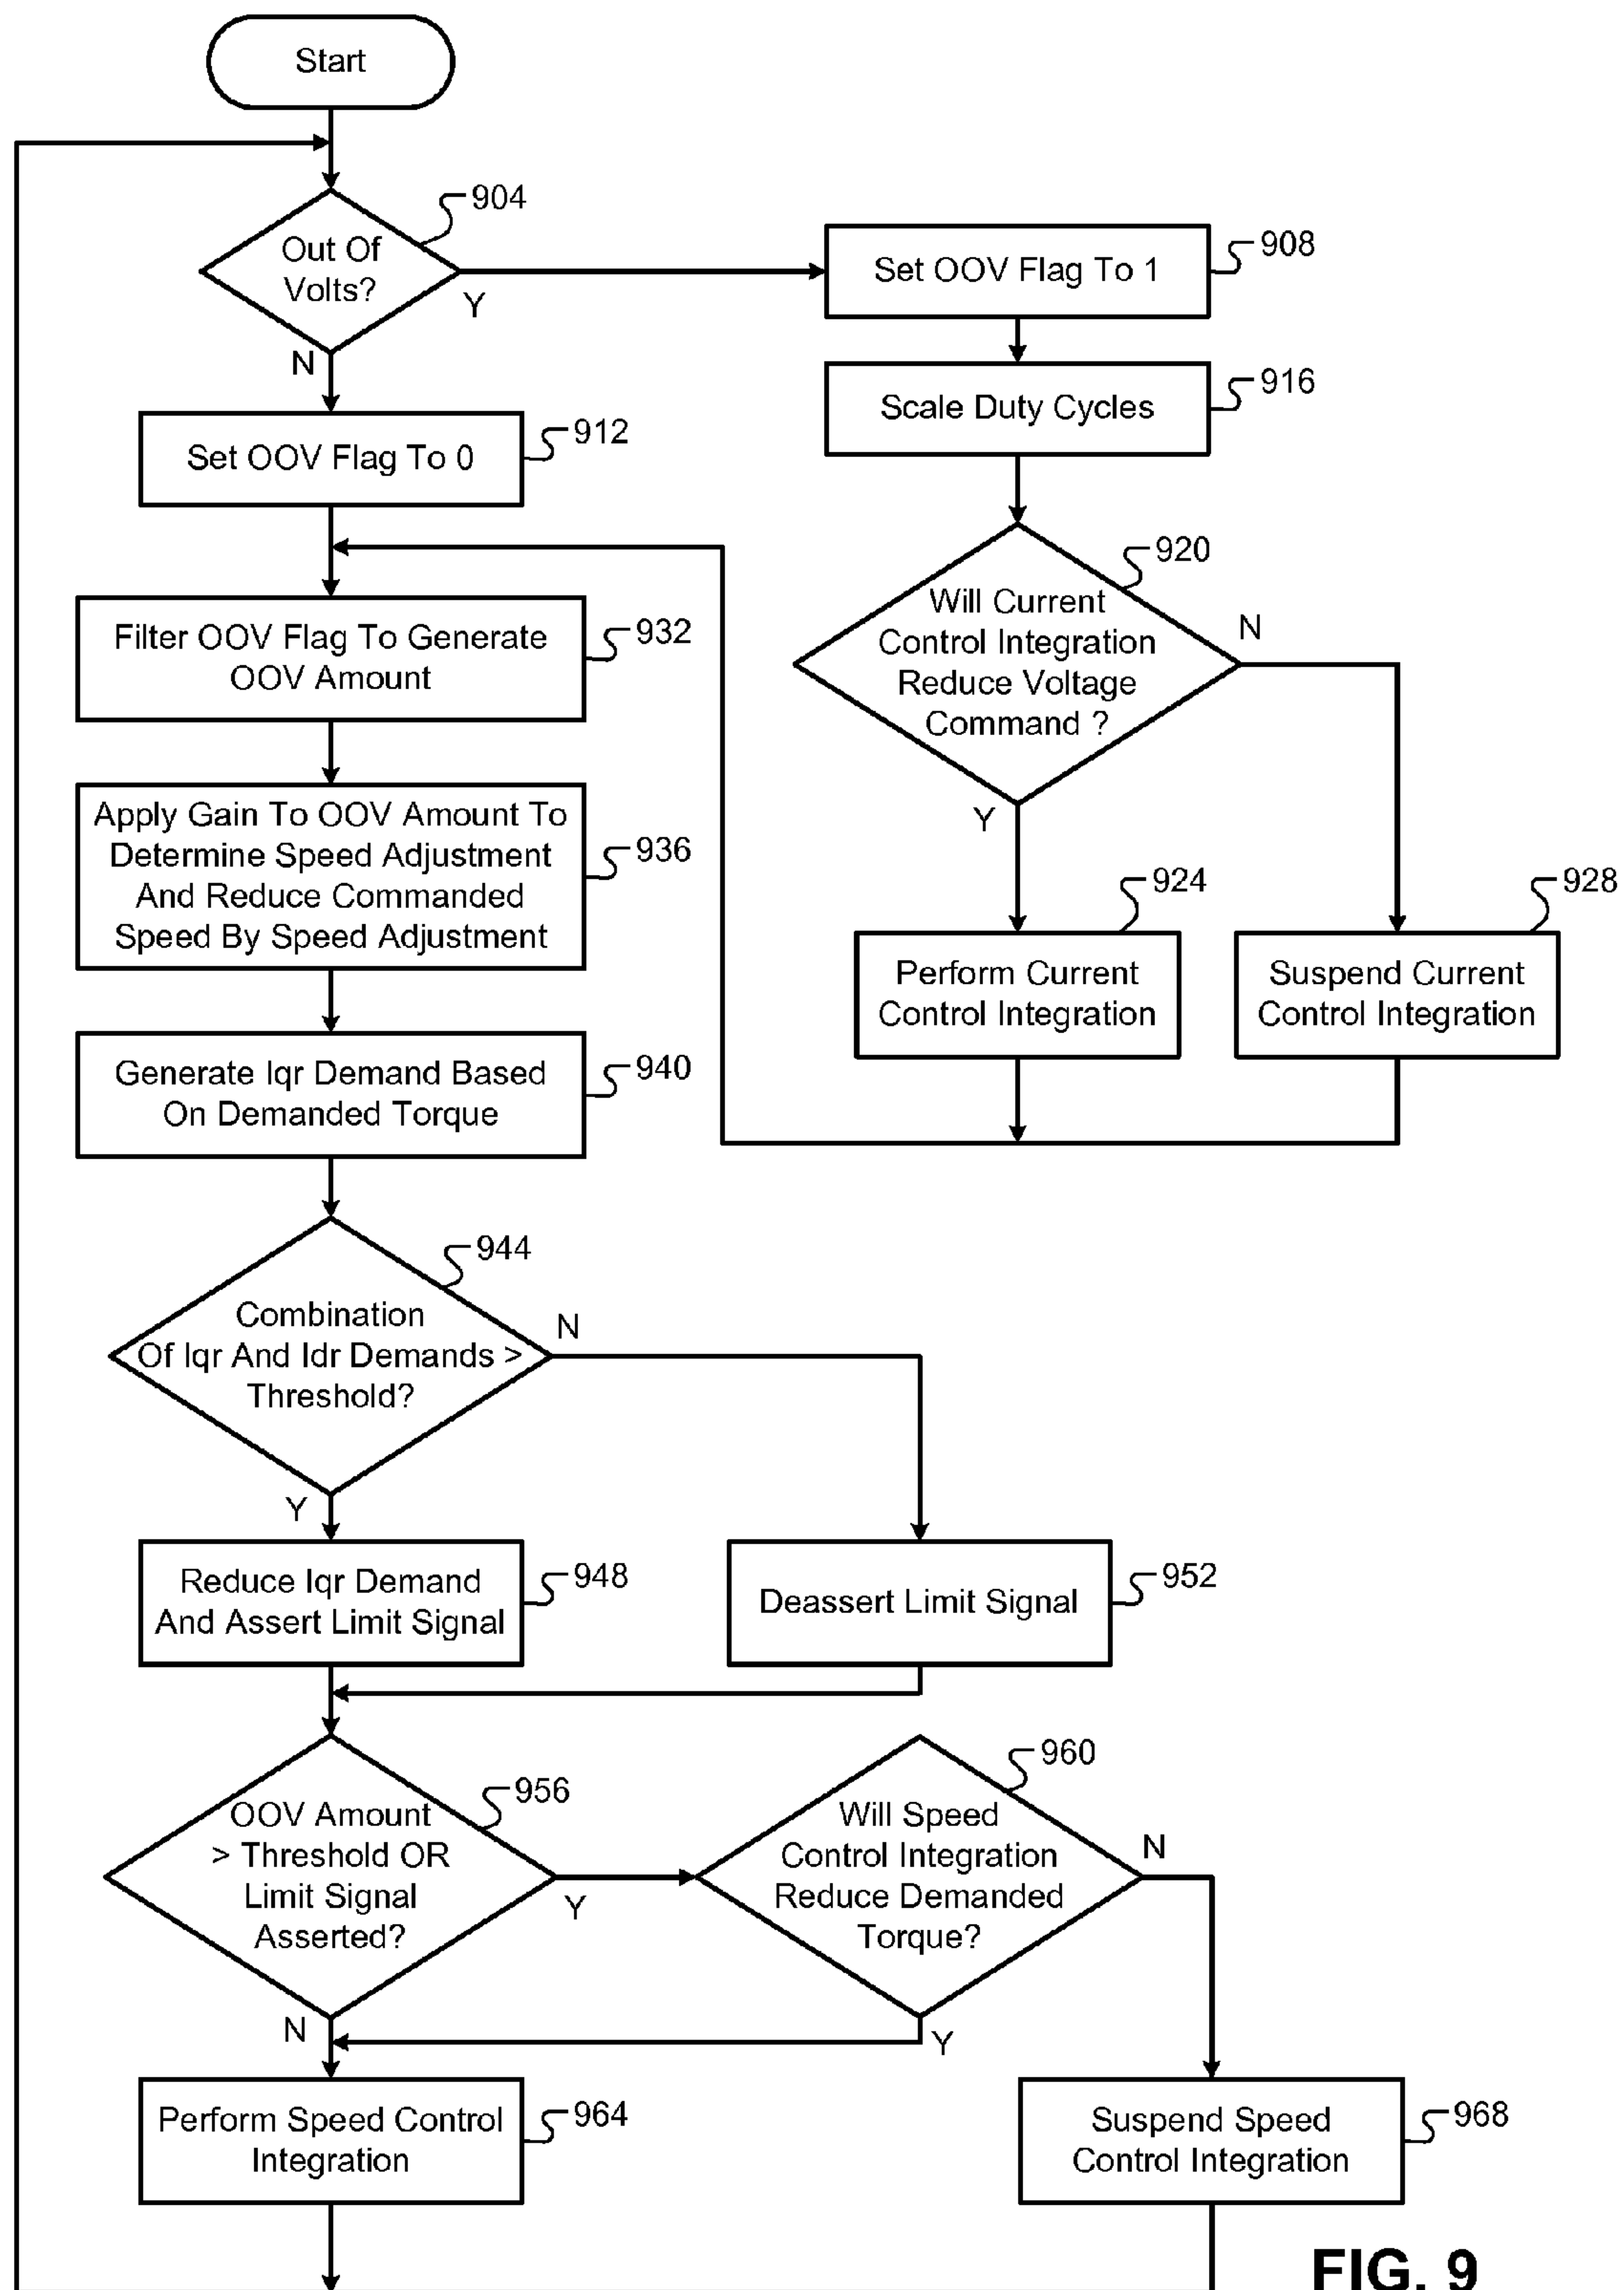 Start
904
Out Of
Volts?
Y
N
Set OOV Flag To 1
908
Scale Duty Cycles
916
Set OOV Flag To 0
912
920
Will Current
Control Integration
Reduce Voltage
Command ?
N
Y
Filter OOV Flag To Generate
OOV Amount
932
Apply Gain To OOV Amount To
Determine Speed Adjustment
And Reduce Commanded
Speed By Speed Adjustment
936
924
Perform Current
Control Integration
928
Suspend Current
Control Integration
Generate Iqr Demand Based
On Demanded Torque
940
944
Combination
Of Iqr And Idr Demands >
Threshold?
N
Y
Reduce Iqr Demand
And Assert Limit Signal
948
Deassert Limit Signal
952
956
OOV Amount
> Threshold OR
Limit Signal
Asserted?
Y
N
960
Will Speed
Control Integration
Reduce Demanded
Torque?
N
Y
Perform Speed Control
Integration
964
Suspend Speed
Control Integration
968
FIG. 9